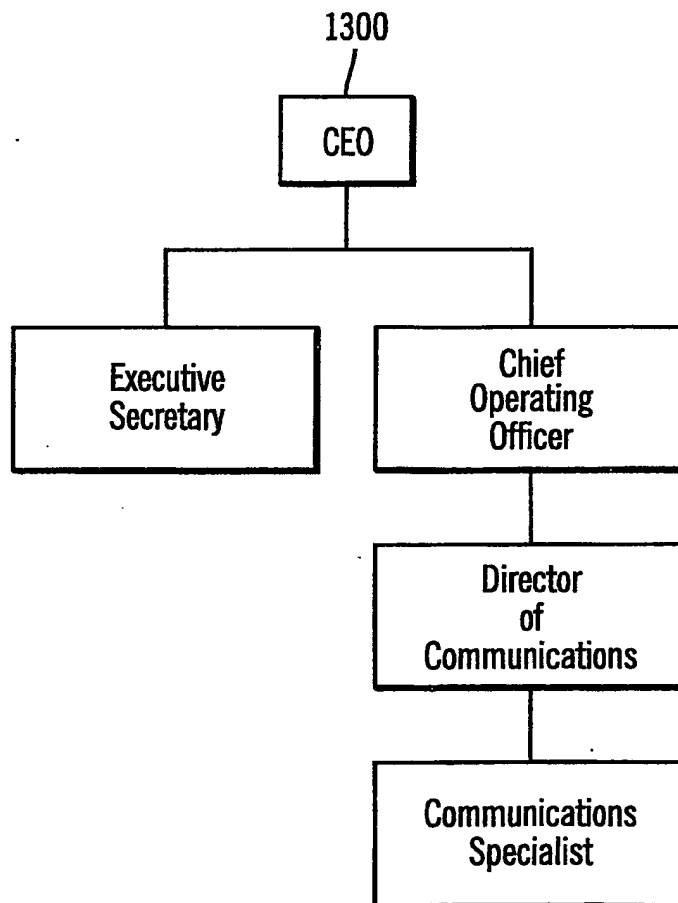 1300
CEO
Executive
Secretary
Chief
Operating
Officer
Director
of
Communications
Communications
Specialist